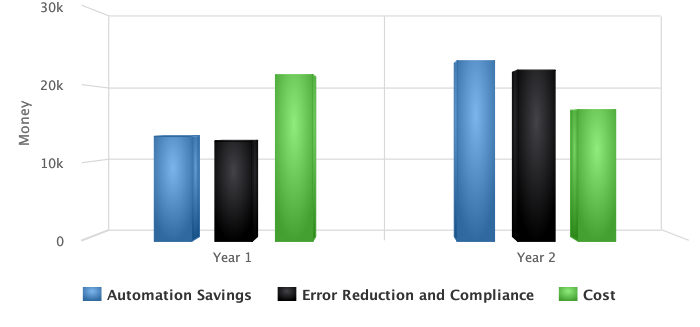 30k
20k
10k
0
Money
Year 1
Year 2
Automation Savings
Error Reduction and Compliance
Cost